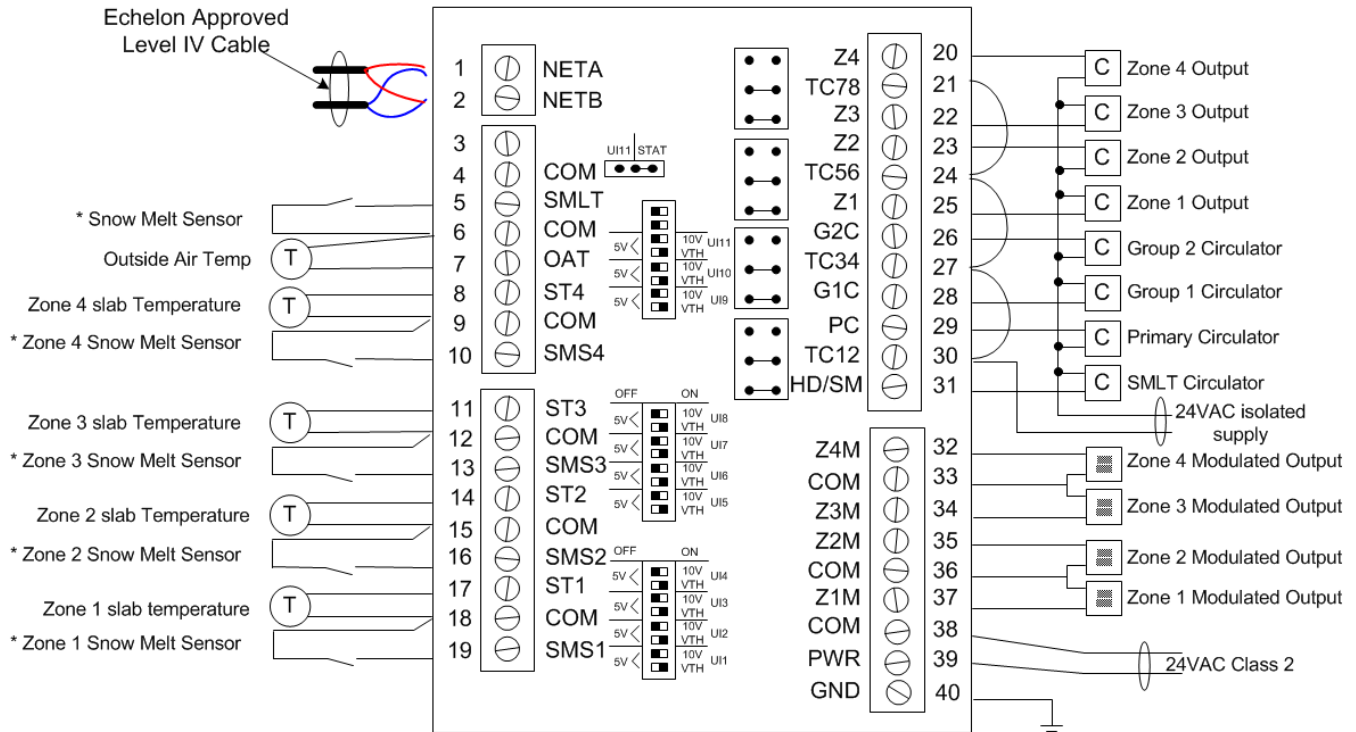 Echelon Approved
Level IV Cable
1 NETA
2 NETB
3
4 COM
5 SMLT
6 COM
7 OAT
8 ST4
9 COM
10 SMS4
* Snow Melt Sensor
Outside Air Temp
T
Zone 4 slab Temperature
T
* Zone 4 Snow Melt Sensor
UI11 STAT
5V 10V VTH UI11
5V 10V VTH UI10
5V 10V VTH UI9
11 ST3
12 COM
13 SMS3
14 ST2
15 COM
16 SMS2
17 ST1
18 COM
19 SMS1
Zone 3 slab Temperature
T
* Zone 3 Snow Melt Sensor
Zone 2 slab Temperature
T
* Zone 2 Snow Melt Sensor
Zone 1 slab temperature
T
* Zone 1 Snow Melt Sensor
OFF ON
5V 10V VTH UI8
5V 10V VTH UI7
5V 10V VTH UI6
5V 10V VTH UI5
OFF ON
5V 10V VTH UI4
5V 10V VTH UI3
5V 10V VTH UI2
5V 10V VTH UI1
Z4 20
TC78 21
Z3 22
Z2 23
TC56 24
Z1 25
G2C 26
TC34 27
G1C 28
PC 29
TC12 30
HD/SM 31
C Zone 4 Output
C Zone 3 Output
C Zone 2 Output
C Zone 1 Output
C Group 2 Circulator
C Group 1 Circulator
C Primary Circulator
C SMLT Circulator
24VAC isolated
supply
Z4M 32
COM 33
Z3M 34
Z2M 35
COM 36
Z1M 37
COM 38
PWR 39
GND 40
Zone 4 Modulated Output
Zone 3 Modulated Output
Zone 2 Modulated Output
Zone 1 Modulated Output
24VAC Class 2